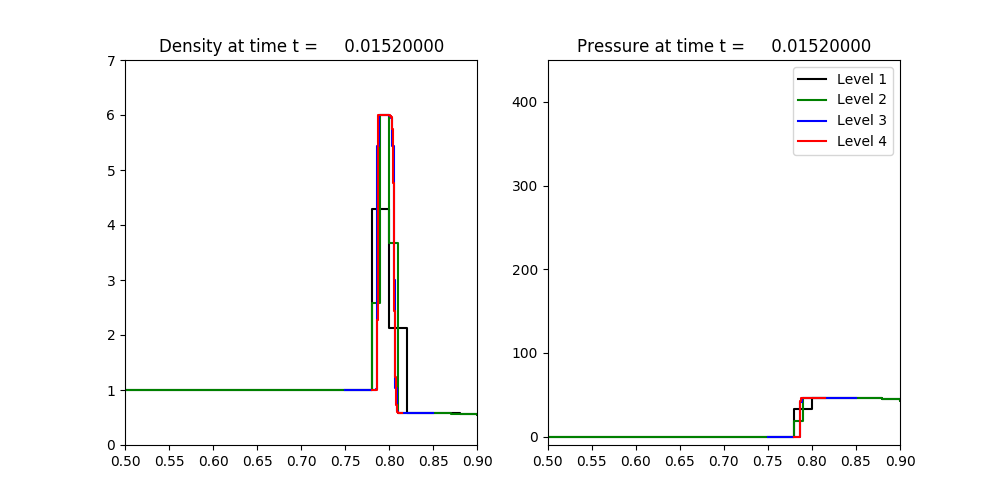 Density at time t = 0.01520000
7
6
5
4
3
2
1
0
0.50 0.55 0.60 0.65 0.70 0.75 0.80 0.85 0.90
Pressure at time t = 0.01520000
400
300
200
100
0
0.50 0.55 0.60 0.65 0.70 0.75 0.80 0.85 0.90
Level 1
Level 2
Level 3
Level 4